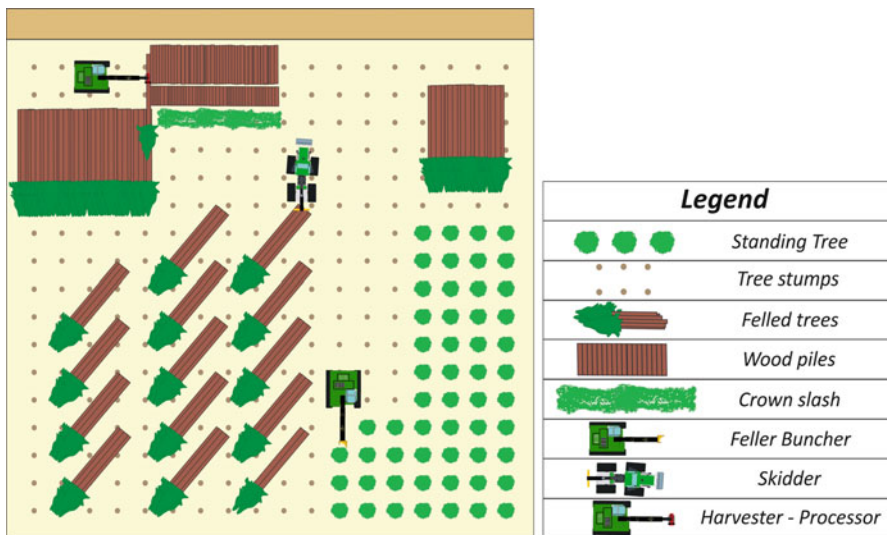 Legend
Standing Tree
Tree stumps
Felled trees
Wood piles
Crown slash
Feller Buncher
Skidder
Harvester - Processor